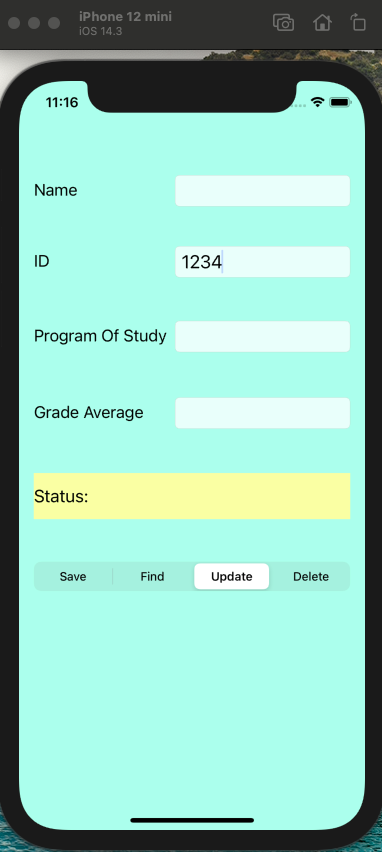 iPhone 12 mini
iOS 14.3
11:16
Name
ID 1234
Program Of Study
Grade Average
Status:
Save Find Update Delete